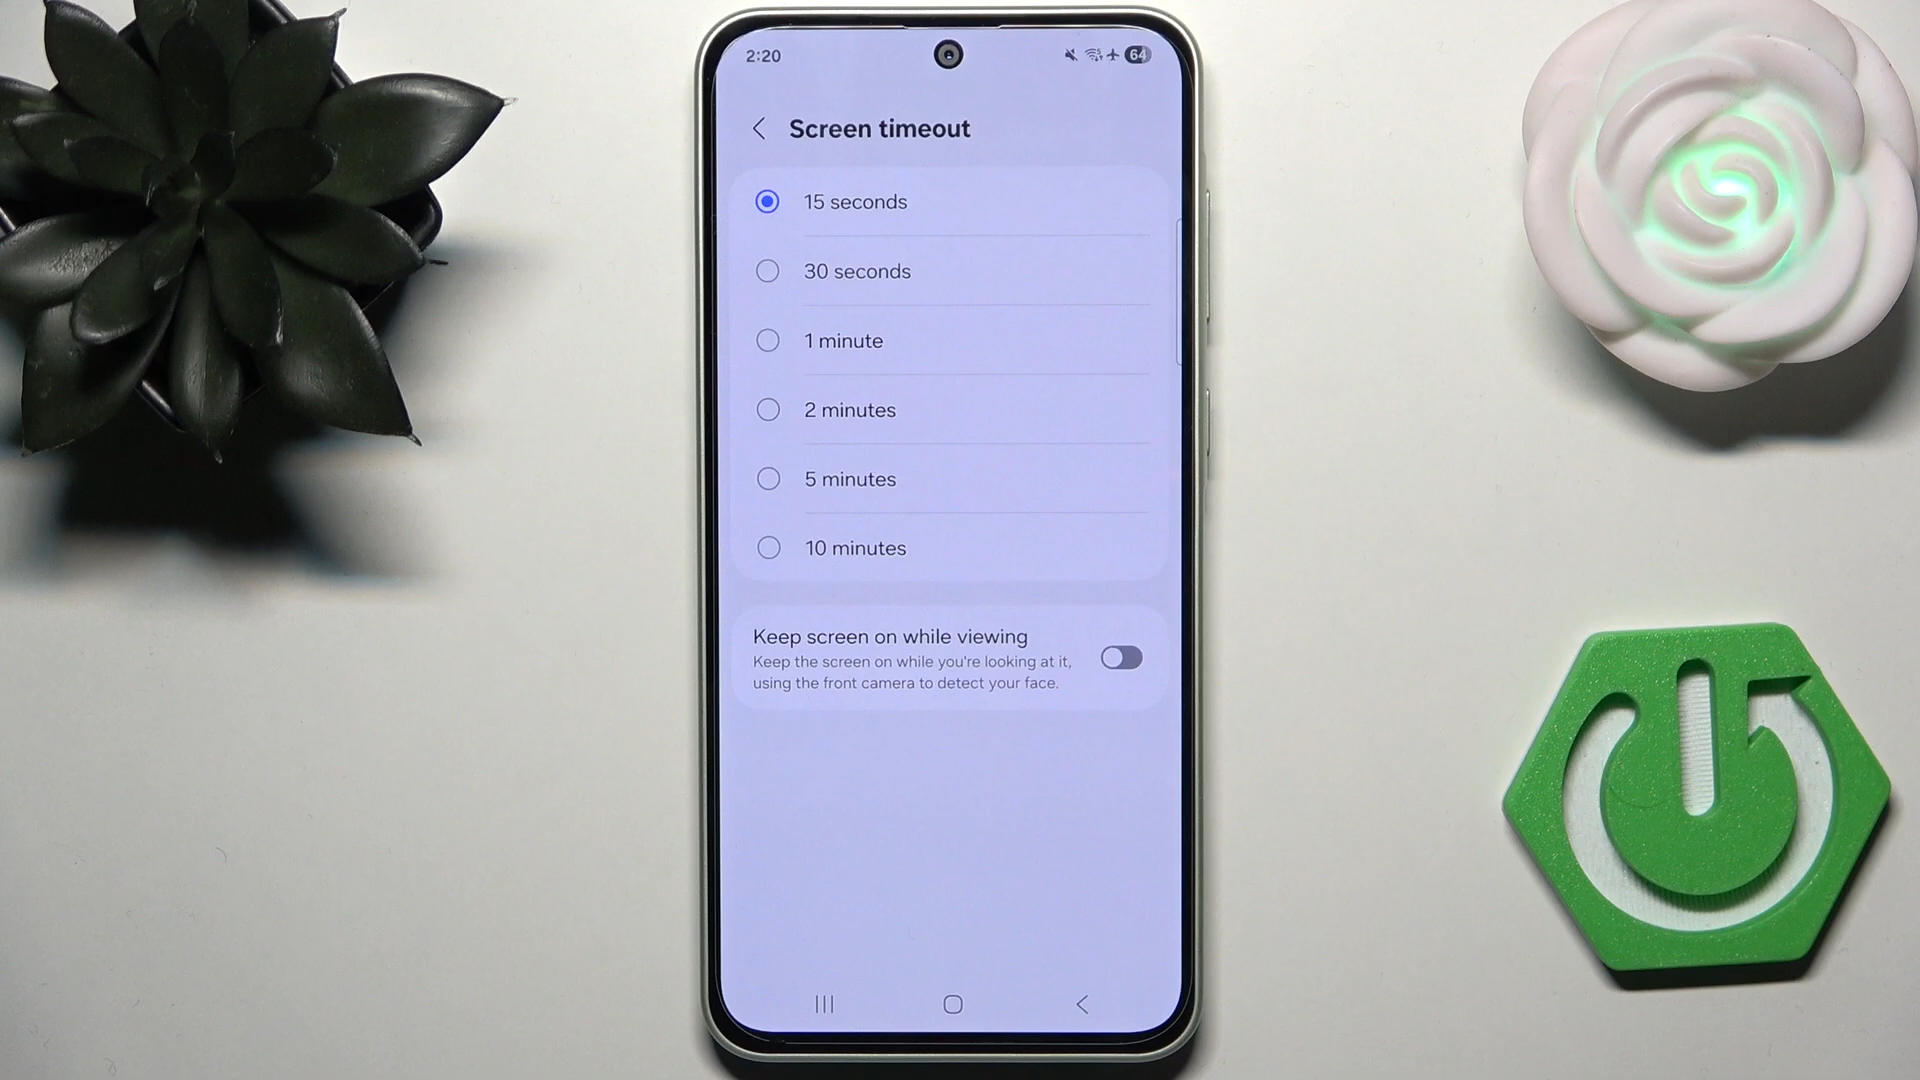 2:20
64
Screen timeout
15 seconds
30 seconds
1 minute
2 minutes
5 minutes
10 minutes
Keep screen on while viewing
Keep the screen on while you're looking at it,
using the front camera to detect your face.